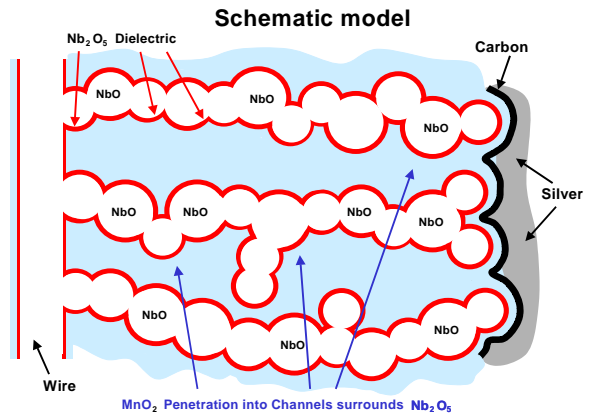 Schematic model
Nb₂O₅ Dielectric
Carbon
NbO
NbO
NbO
NbO
Silver
NbO
NbO
NbO
NbO
NbO
NbO
NbO
Wire
MnO₂ Penetration into Channels surrounds Nb₂O₅